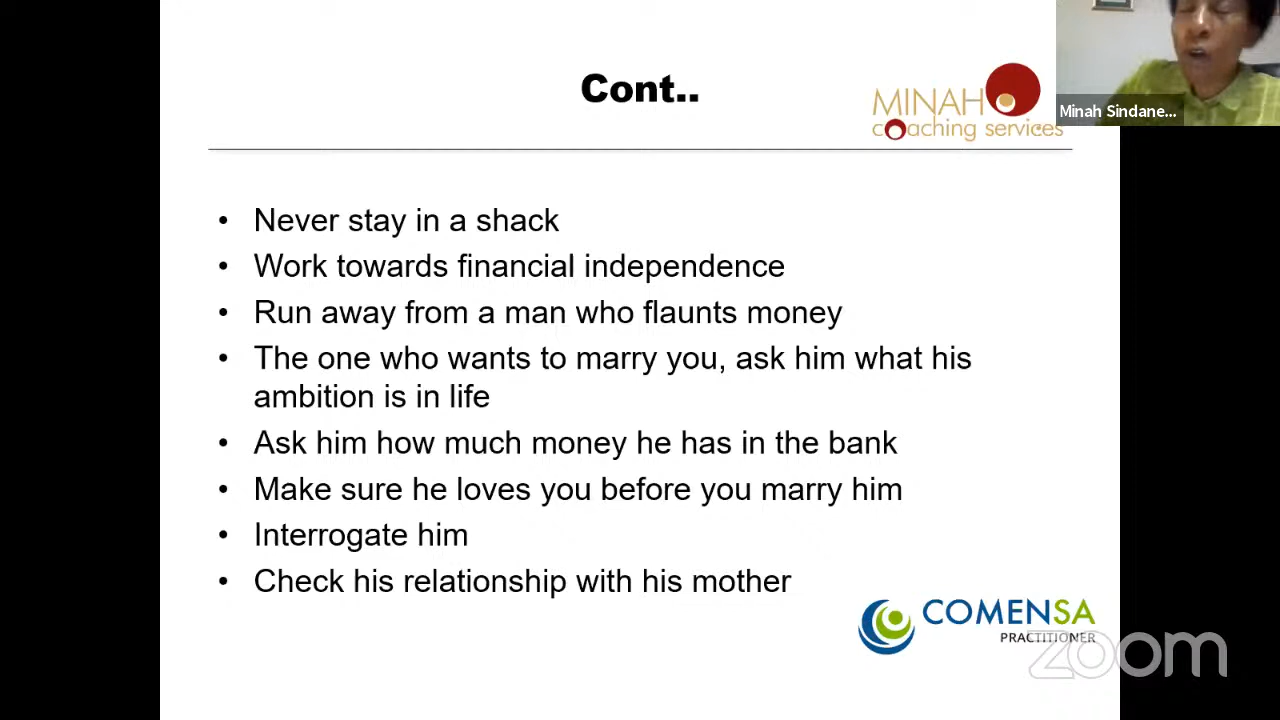 Cont..
MINAH
coaching services
Minah Sindane...
• Never stay in a shack
• Work towards financial independence
• Run away from a man who flaunts money
• The one who wants to marry you, ask him what his
ambition is in life
• Ask him how much money he has in the bank
• Make sure he loves you before you marry him
• Interrogate him
• Check his relationship with his mother
COMENSA
PRACTITIONER
zoom